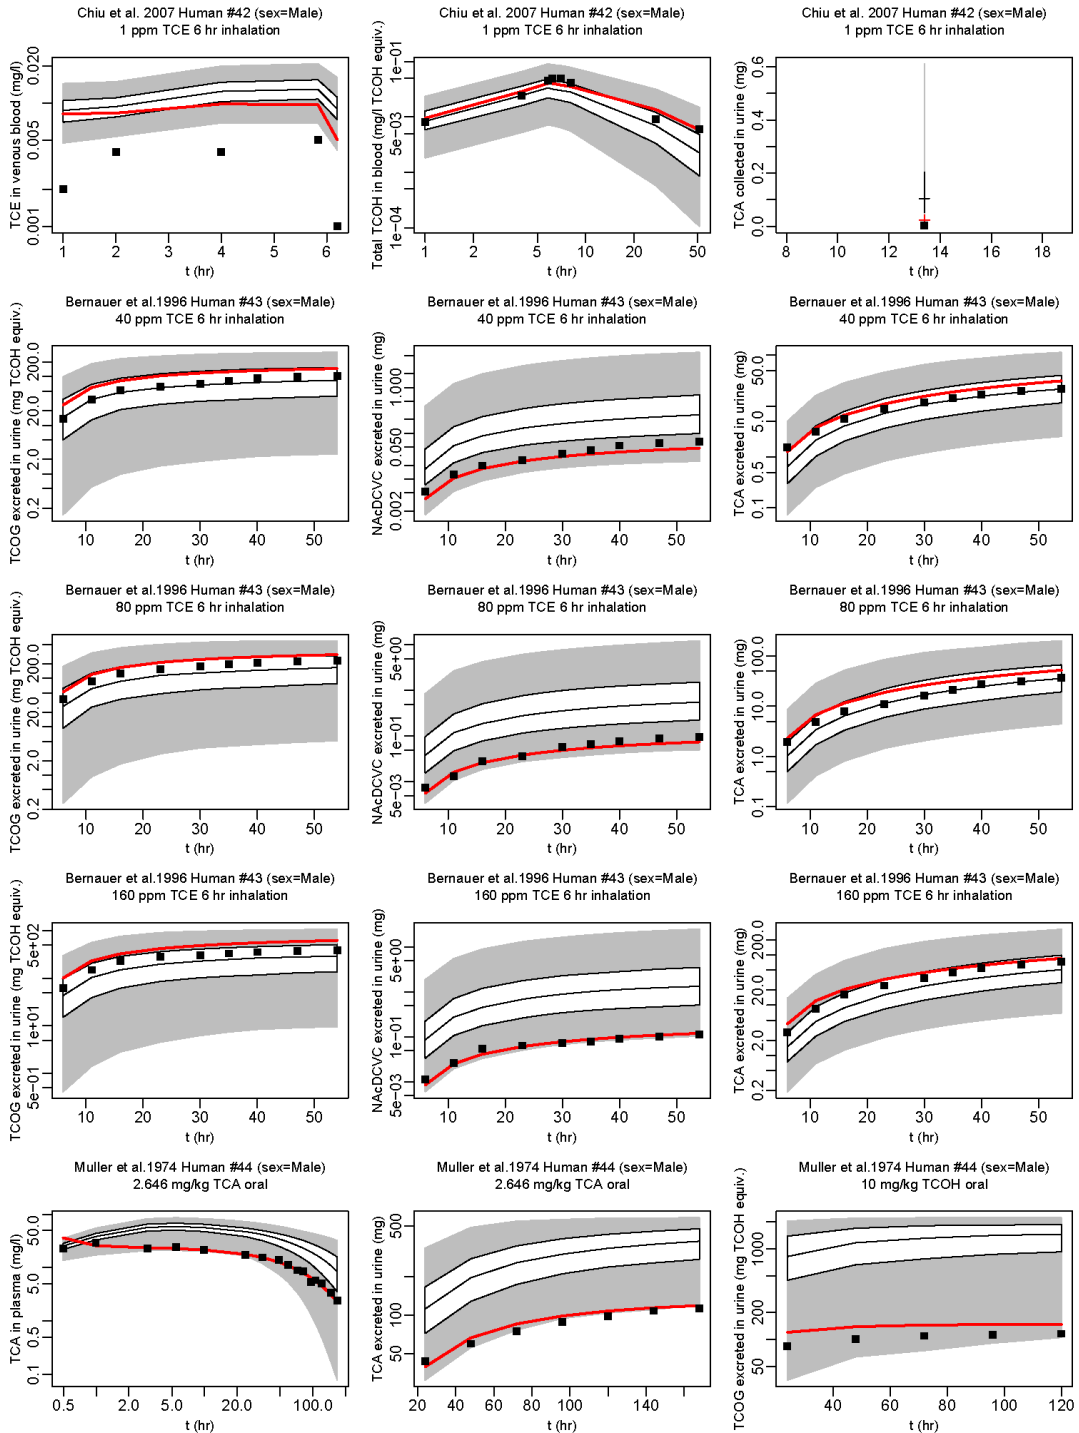 Chiu et al. 2007 Human #42 (sex=Male)
1 ppm TCE 6 hr inhalation
TCE in venous blood (mg/l)
0.020
0.005
0.001
1 2 3 4 5 6
t (hr)
Chiu et al. 2007 Human #42 (sex=Male)
1 ppm TCE 6 hr inhalation
Total TCOH in blood (mg/l TCOH equiv.)
1e−01
5e−03
1e−04
1 2 5 10 20 50
t (hr)
Chiu et al. 2007 Human #42 (sex=Male)
1 ppm TCE 6 hr inhalation
TCA collected in urine (mg)
0.6
0.4
0.2
0.0
8 10 12 14 16 18
t (hr)
Bernauer et al.1996 Human #43 (sex=Male)
40 ppm TCE 6 hr inhalation
TCOG excreted in urine (mg TCOH equiv.)
200.0
20.0
2.0
0.2
10 20 30 40 50
t (hr)
Bernauer et al.1996 Human #43 (sex=Male)
40 ppm TCE 6 hr inhalation
NAcDCVC excreted in urine (mg)
1.000
0.050
0.002
10 20 30 40 50
t (hr)
Bernauer et al.1996 Human #43 (sex=Male)
40 ppm TCE 6 hr inhalation
TCA excreted in urine (mg)
50.0
5.0
0.5
0.1
10 20 30 40 50
t (hr)
Bernauer et al.1996 Human #43 (sex=Male)
80 ppm TCE 6 hr inhalation
TCOG excreted in urine (mg TCOH equiv.)
200.0
20.0
2.0
0.2
10 20 30 40 50
t (hr)
Bernauer et al.1996 Human #43 (sex=Male)
80 ppm TCE 6 hr inhalation
NAcDCVC excreted in urine (mg)
5e+00
1e−01
5e−03
10 20 30 40 50
t (hr)
Bernauer et al.1996 Human #43 (sex=Male)
80 ppm TCE 6 hr inhalation
TCA excreted in urine (mg)
100.0
10.0
1.0
0.1
10 20 30 40 50
t (hr)
Bernauer et al.1996 Human #43 (sex=Male)
160 ppm TCE 6 hr inhalation
TCOG excreted in urine (mg TCOH equiv.)
5e+02
1e+01
5e−01
10 20 30 40 50
t (hr)
Bernauer et al.1996 Human #43 (sex=Male)
160 ppm TCE 6 hr inhalation
NAcDCVC excreted in urine (mg)
5e+00
1e−01
5e−03
10 20 30 40 50
t (hr)
Bernauer et al.1996 Human #43 (sex=Male)
160 ppm TCE 6 hr inhalation
TCA excreted in urine (mg)
200.0
20.0
2.0
0.2
10 20 30 40 50
t (hr)
Muller et al.1974 Human #44 (sex=Male)
2.646 mg/kg TCA oral
TCA in plasma (mg/l)
50.0
5.0
0.5
0.1
0.5 2.0 5.0 20.0 100.0
t (hr)
Muller et al.1974 Human #44 (sex=Male)
2.646 mg/kg TCA oral
TCA excreted in urine (mg)
500
100
50
20 40 60 80 100 140
t (hr)
Muller et al.1974 Human #44 (sex=Male)
10 mg/kg TCOH oral
TCOG excreted in urine (mg TCOH equiv.)
1000
200
50
40 60 80 100 120
t (hr)